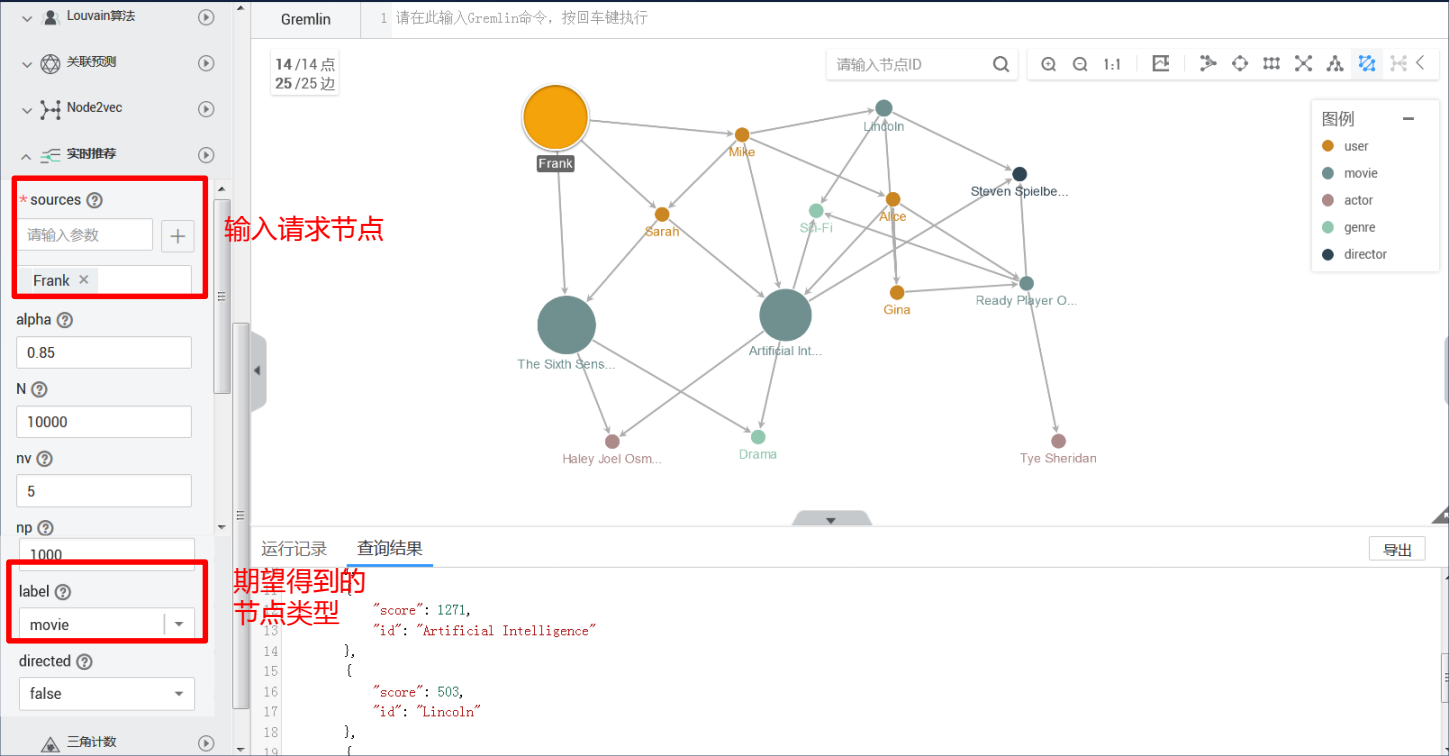 Louvain算法
关联预测
Node2vec
实时推荐
* sources ?
请输入参数
+
Frank ✕
输入请求节点
alpha ?
0.85
N ?
10000
nv ?
5
np ?
1000
label ?
movie
期望得到的
节点类型
directed ?
false
三角计数
Gremlin
1 请在此输入Gremlin命令，按回车键执行
14 /14 点
25 /25 边
请输入节点ID
1:1
图例
user
movie
actor
genre
director
Frank
Mike
Lincoln
Steven Spielbe...
Sarah
Sci-Fi
Alice
Gina
Ready Player O...
The Sixth Sens...
Artificial Int...
Haley Joel Osm...
Drama
Tye Sheridan
运行记录
查询结果
导出
{
"score": 1271,
13 "id": "Artificial Intelligence"
14 },
15 {
16 "score": 503,
17 "id": "Lincoln"
18 },
19 {